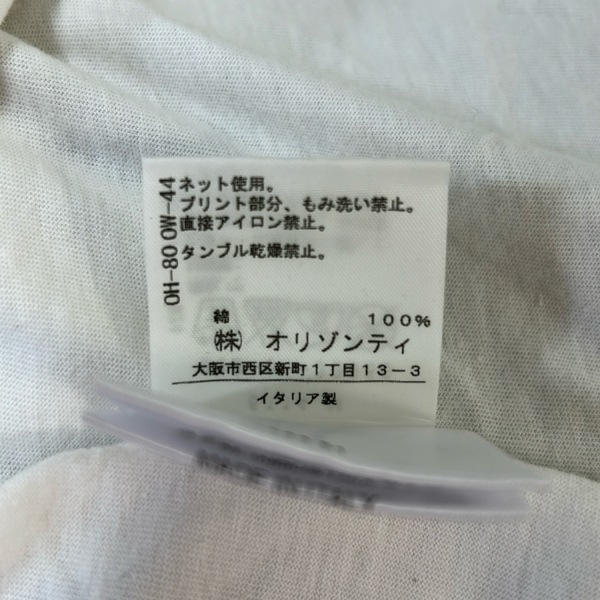 ネット使用。
プリント部分、もみ洗い禁止。
直接アイロン禁止。
タンブル乾燥禁止。
OH-80 OW-44
綿 100%
㈱ オリゾンティ
大阪市西区新町1丁目13-3
イタリア製